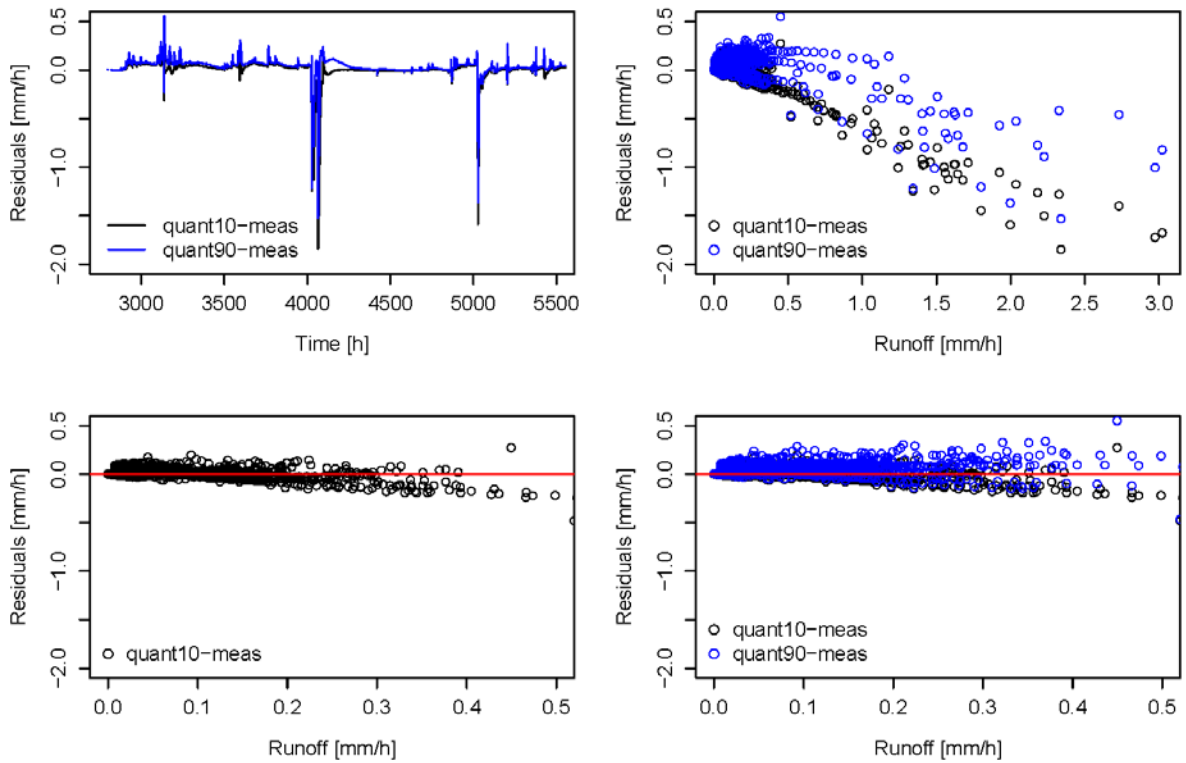 0.5
0.0
-1.0
-2.0
Residuals [mm/h]
quant10-meas
quant90-meas
3000 3500 4000 4500 5000 5500
Time [h]
0.5
0.0
-1.0
-2.0
Residuals [mm/h]
quant10-meas
quant90-meas
0.0 0.5 1.0 1.5 2.0 2.5 3.0
Runoff [mm/h]
0.5
0.0
-1.0
-2.0
Residuals [mm/h]
quant10-meas
0.0 0.1 0.2 0.3 0.4 0.5
Runoff [mm/h]
0.5
0.0
-1.0
-2.0
Residuals [mm/h]
quant10-meas
quant90-meas
0.0 0.1 0.2 0.3 0.4 0.5
Runoff [mm/h]